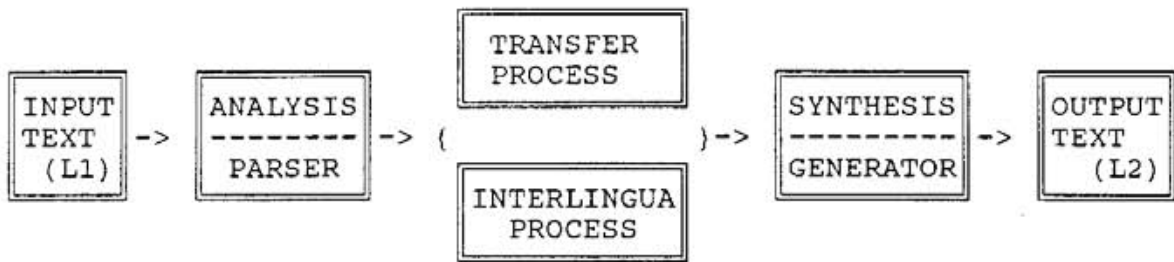 TRANSFER
PROCESS
INPUT
TEXT
(L1)
->
ANALYSIS
--------
PARSER
->
{
}->
SYNTHESIS
---------
GENERATOR
->
OUTPUT
TEXT
(L2)
INTERLINGUA
PROCESS